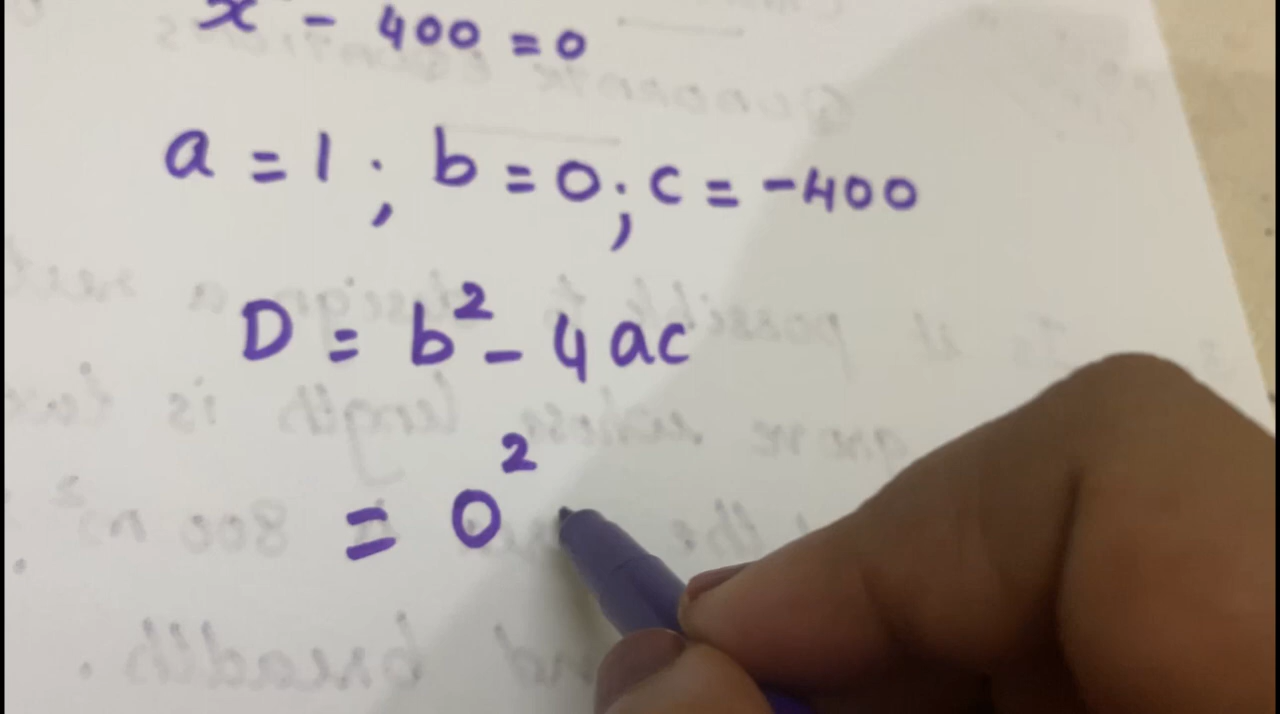 x - 400 = 0
a = 1 ; b = 0 ; c = -400
D = b² - 4ac
= 0²